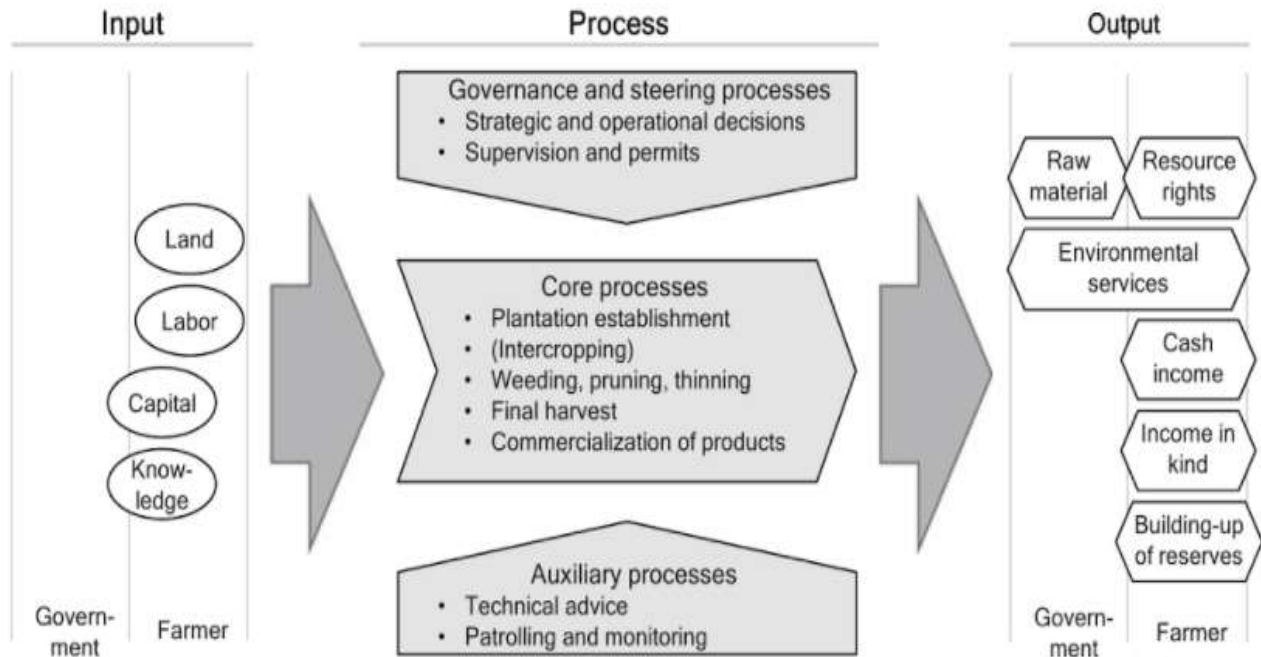 Input
Process
Output
Governance and steering processes
• Strategic and operational decisions
• Supervision and permits
Land
Labor
Capital
Know-
ledge
Core processes
• Plantation establishment
• (Intercropping)
• Weeding, pruning, thinning
• Final harvest
• Commercialization of products
Auxiliary processes
• Technical advice
• Patrolling and monitoring
Raw
material
Resource
rights
Environmental
services
Cash
income
Income in
kind
Building-up
of reserves
Govern-
ment
Farmer
Govern-
ment
Farmer